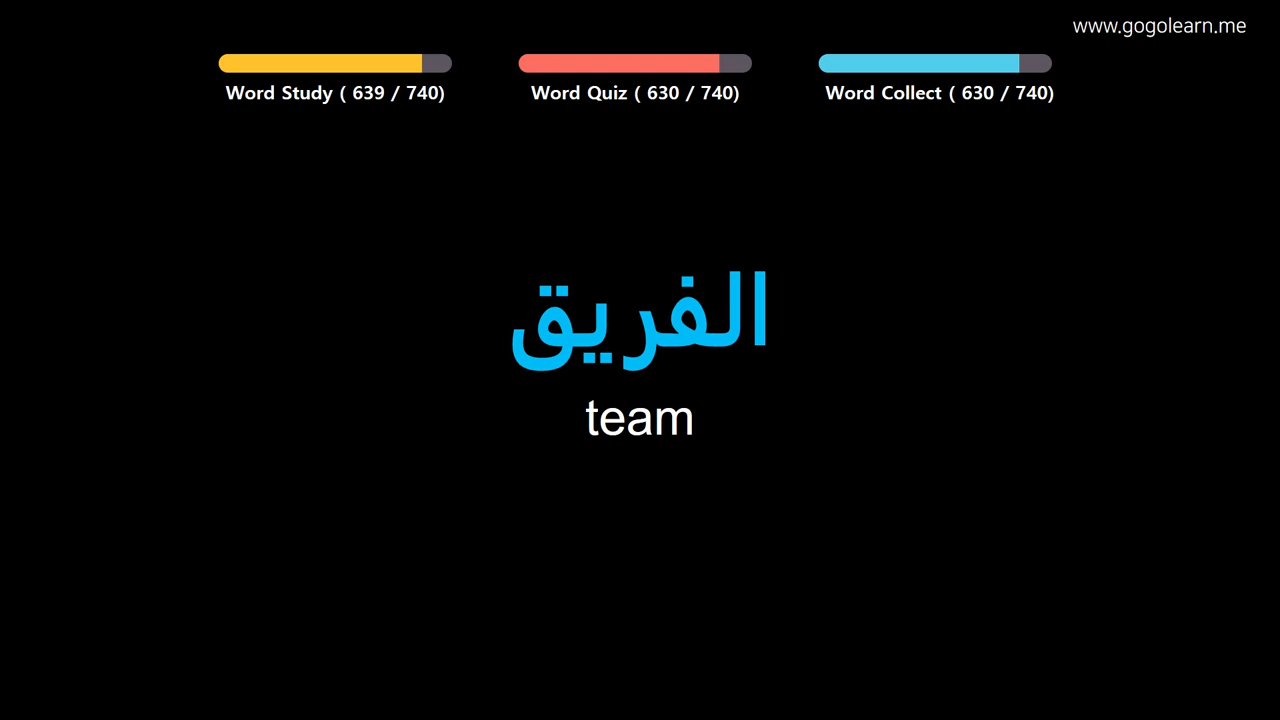 www.gogolearn.me
Word Study ( 639 / 740)
Word Quiz ( 630 / 740)
Word Collect ( 630 / 740)
الفريق
team